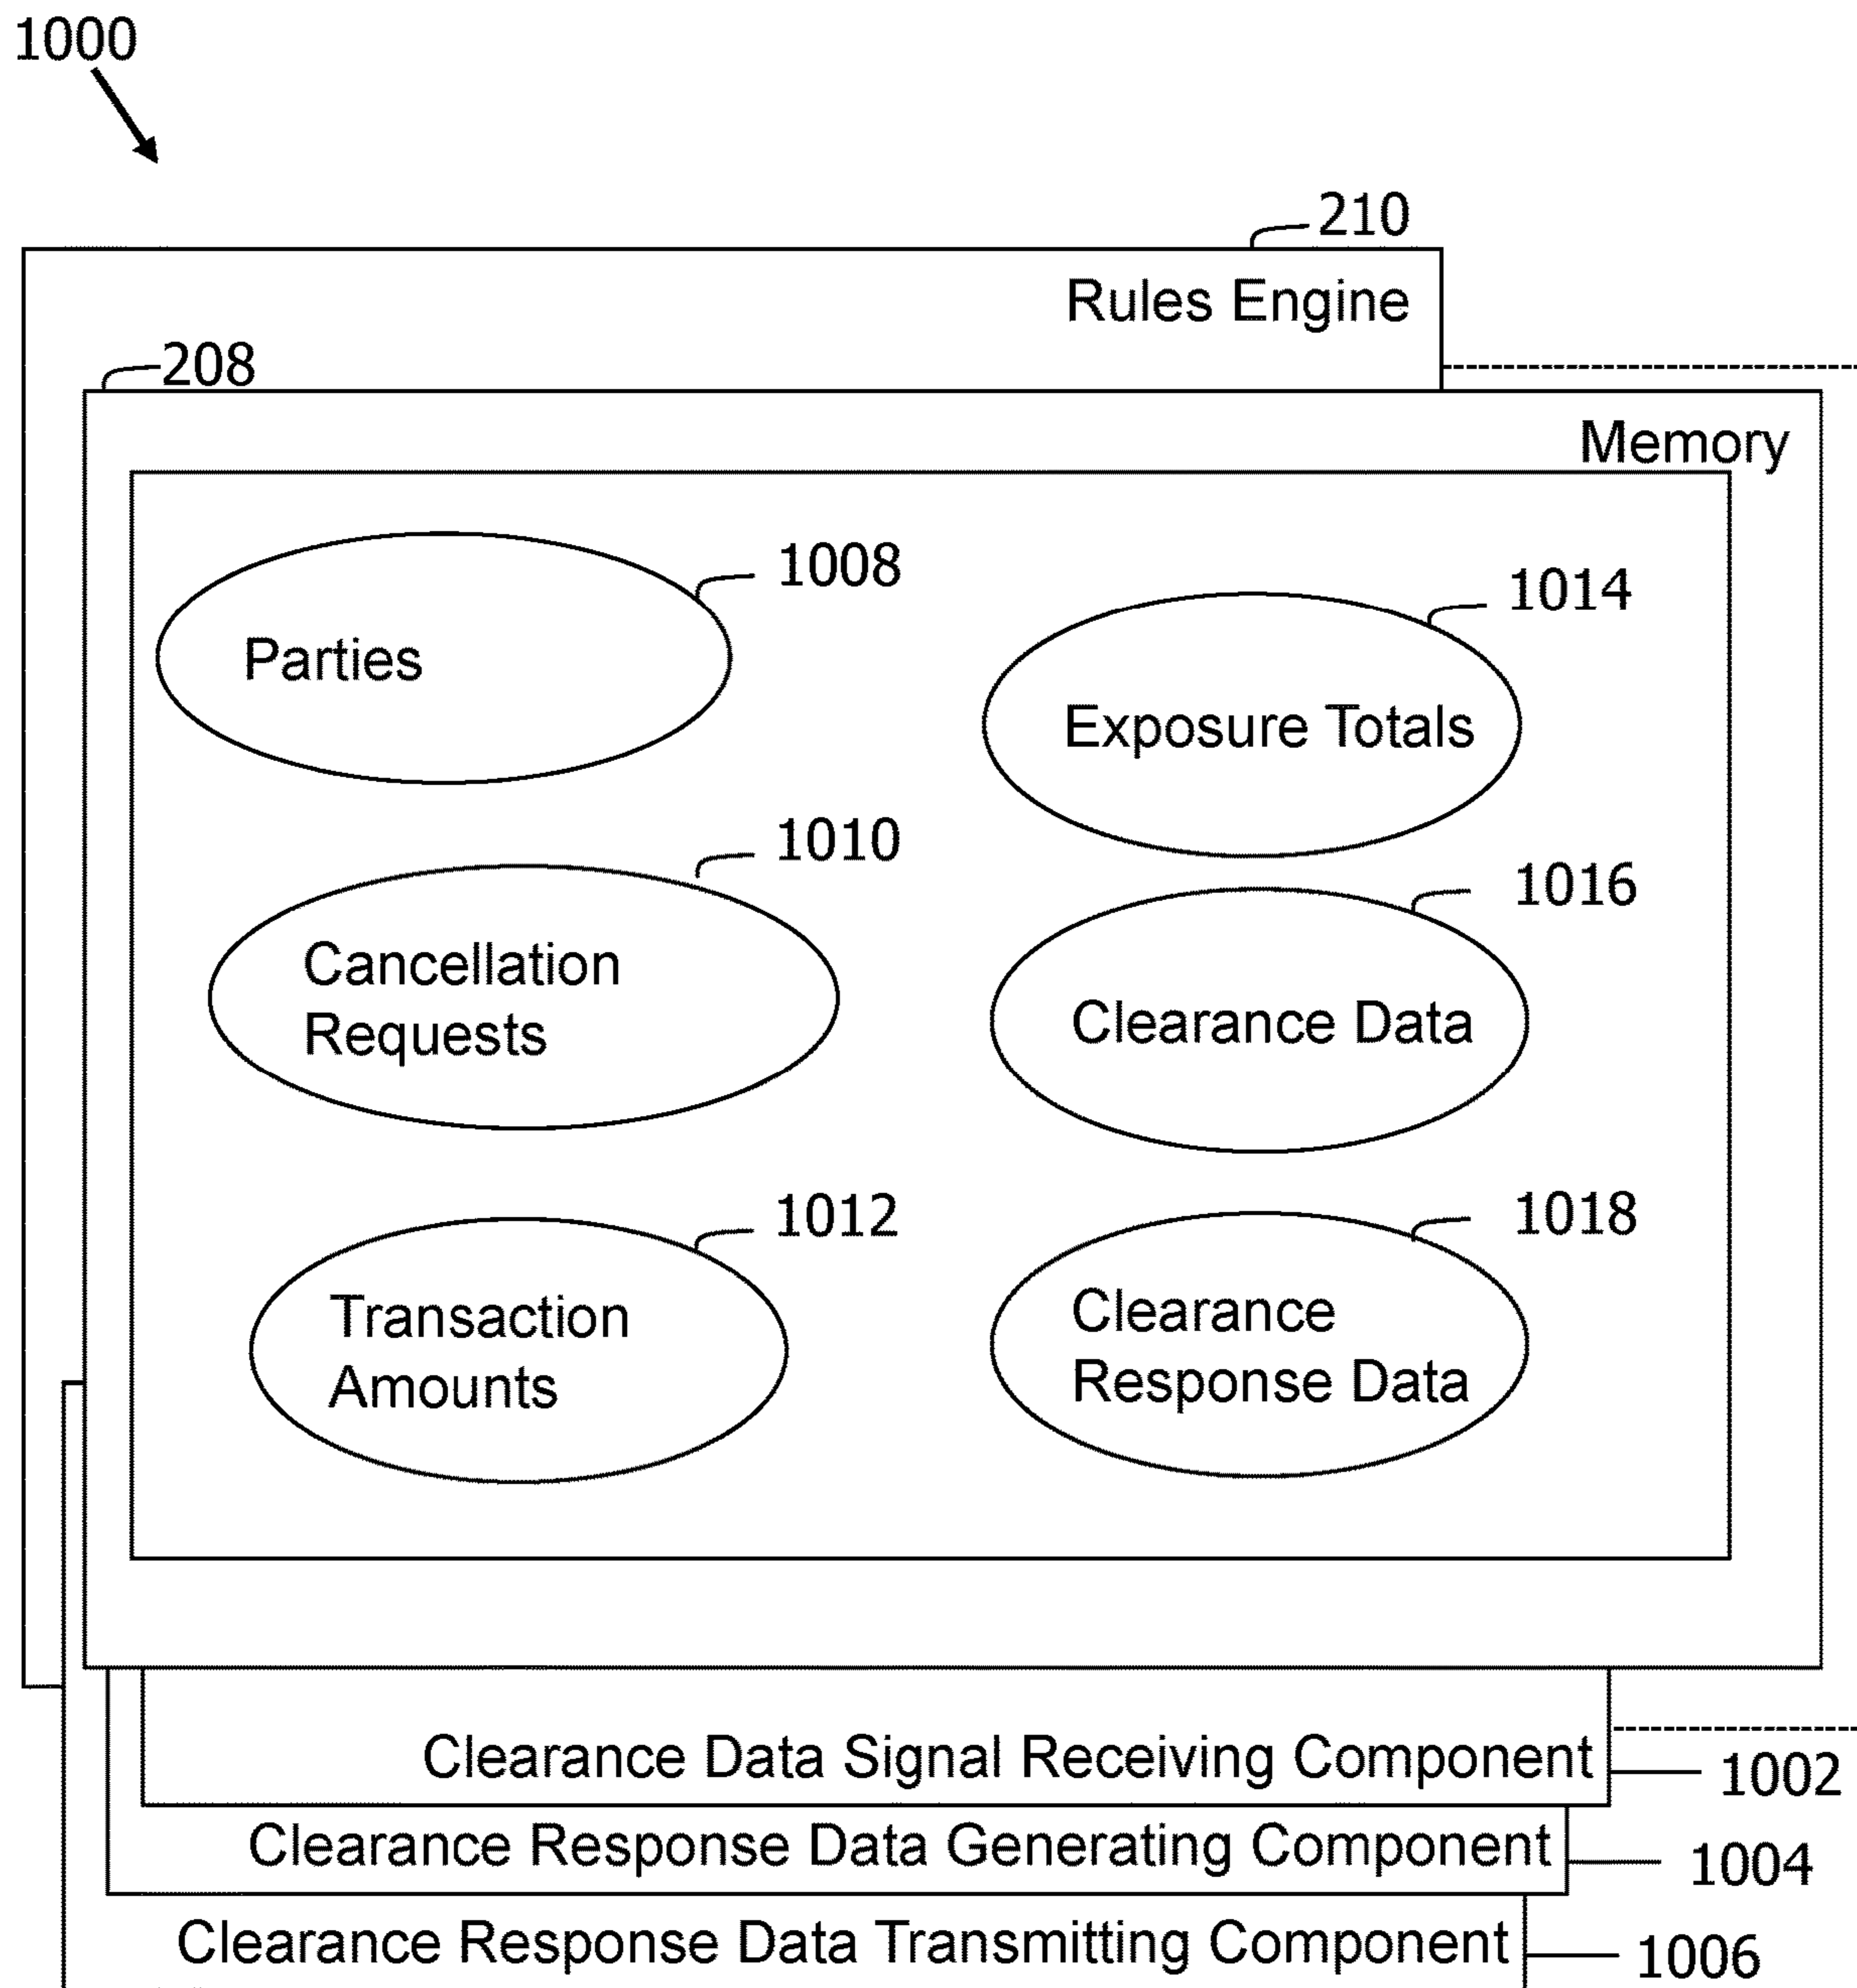 1000
210
Rules Engine
208
Memory
1008
Parties
1014
Exposure Totals
1010
Cancellation
Requests
1016
Clearance Data
1012
Transaction
Amounts
1018
Clearance
Response Data
Clearance Data Signal Receiving Component
1002
Clearance Response Data Generating Component
1004
Clearance Response Data Transmitting Component
1006